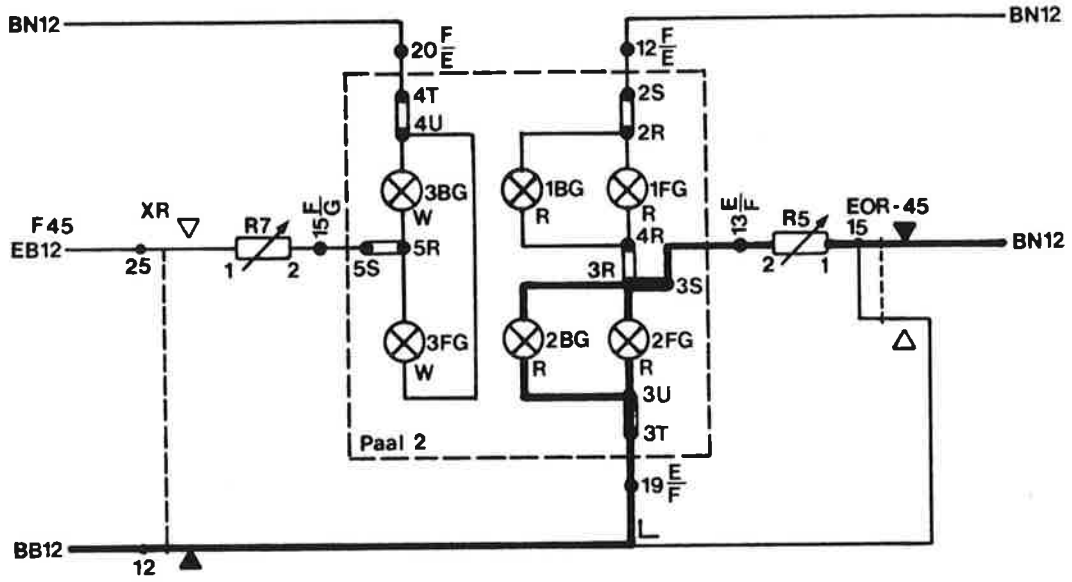 BN12
BN12
20 F/E
12 F/E
4T
4U
2S
2R
3BG
W
1BG
R
1FG
R
XR
F45
EB12
25
R7
1
2
15 F/G
5S
5R
4R
3R
3S
13 E/F
R5
2
1
EOR-45
15
BN12
3FG
W
2BG
R
2FG
R
3U
3T
Paal 2
19 E/F
BB12
12